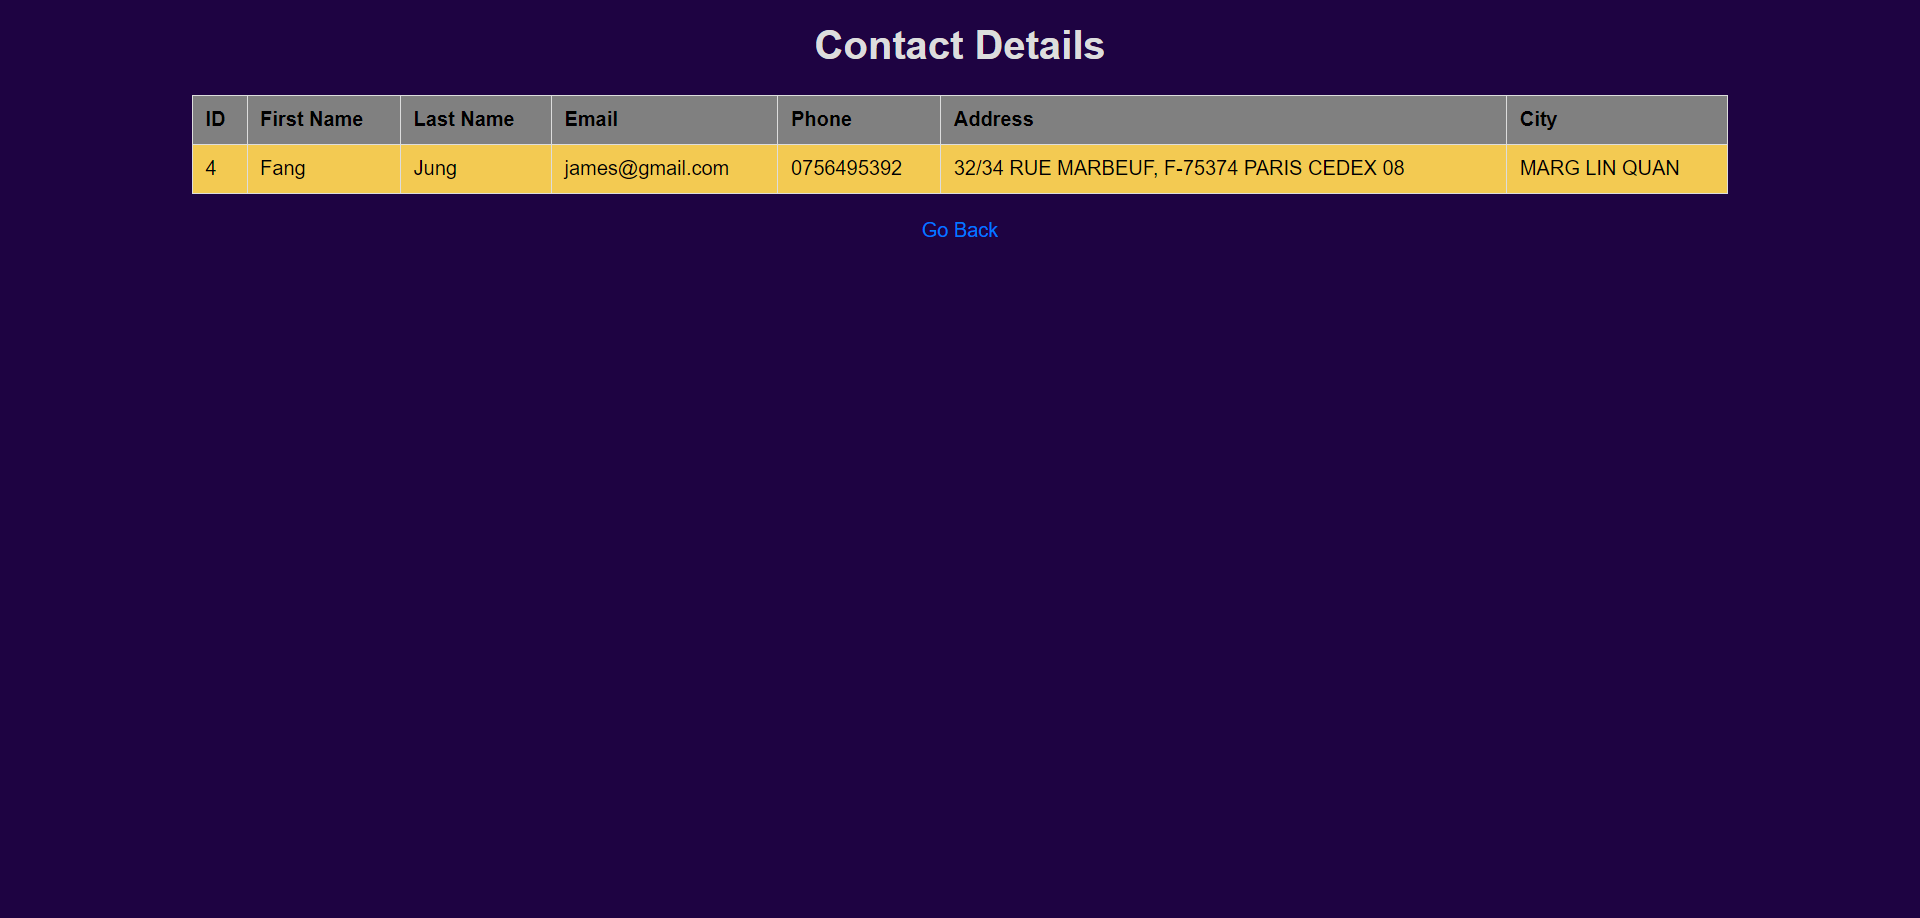 Contact Details
ID First Name Last Name Email Phone Address City
4 Fang Jung james@gmail.com 0756495392 32/34 RUE MARBEUF, F-75374 PARIS CEDEX 08 MARG LIN QUAN
Go Back